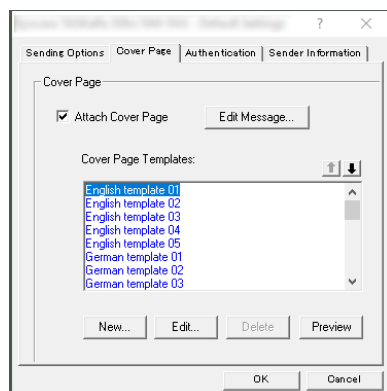 Default Settings
Sending Options Cover Page Authentication Sender Information
Cover Page
Attach Cover Page Edit Message...
Cover Page Templates:
English template 01
English template 02
English template 03
English template 04
English template 05
German template 01
German template 02
German template 03
New... Edit... Delete Preview
OK Cancel